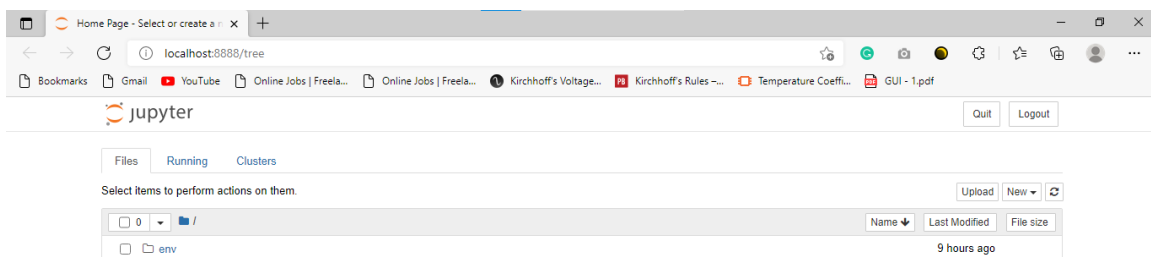 Home Page - Select or create a n
localhost:8888/tree
Bookmarks Gmail YouTube Online Jobs | Freela... Online Jobs | Freela... Kirchhoff's Voltage... PB Kirchhoff's Rules –... Temperature Coeffi... PDF GUI - 1.pdf
jupyter Quit Logout
Files Running Clusters
Select items to perform actions on them. Upload New
0 / Name Last Modified File size
env 9 hours ago